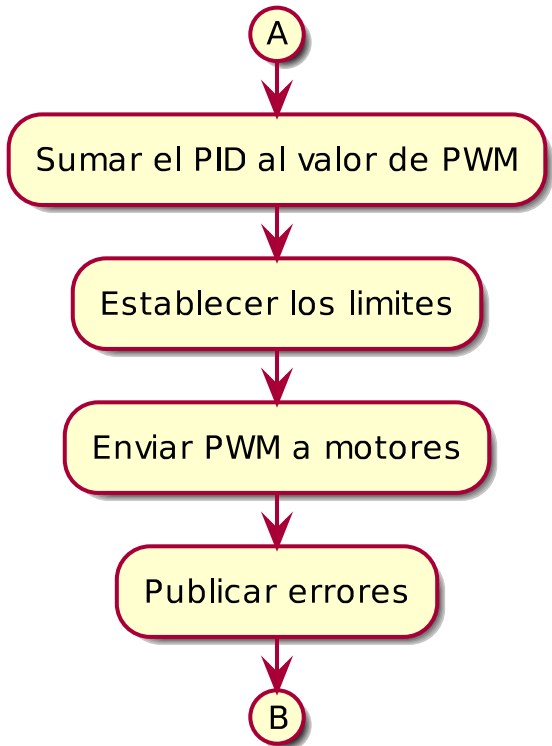 A
Sumar el PID al valor de PWM
Establecer los limites
Enviar PWM a motores
Publicar errores
B